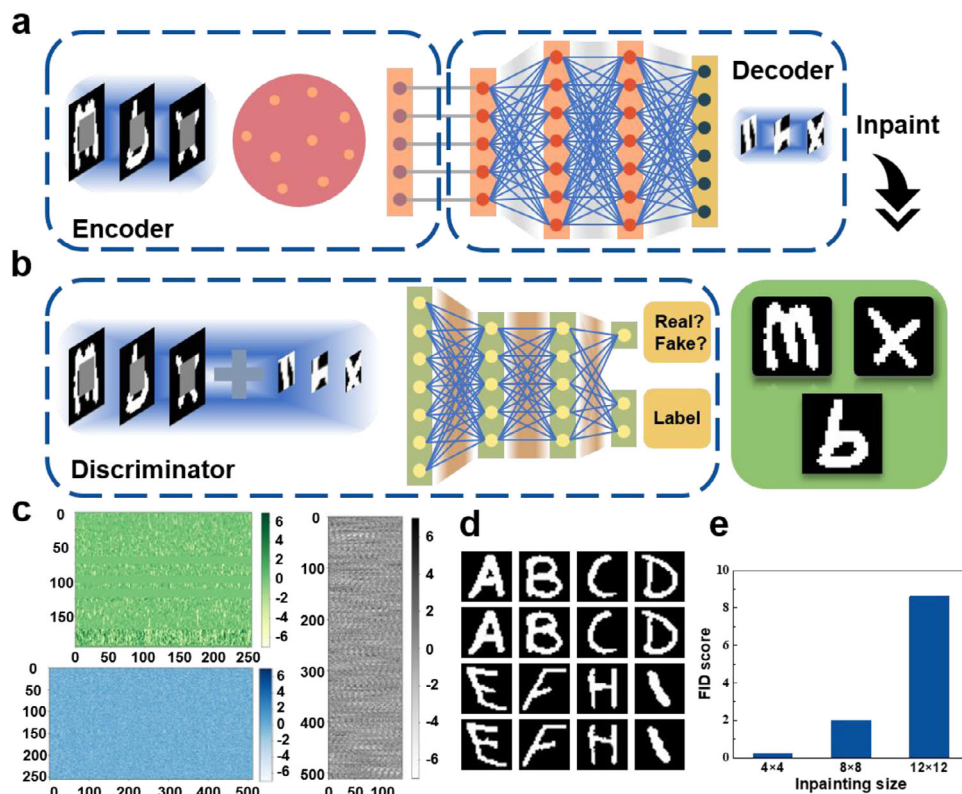 a
Encoder
Decoder
Inpaint
b
Discriminator
Real?
Fake?
Label
m x
b
c
0
50
100
150
0 50 100 150 200 250
6
4
2
0
-2
-4
-6
0
50
100
150
200
250
0 100 200 300 400 500
6
4
2
0
-2
-4
-6
0
100
200
300
400
500
0 50 100
6
4
2
0
-2
-4
-6
d
A B C D
A B C D
E F H I
E F H I
e
FID score
10
8
6
4
2
0
4×4 8×8 12×12
Inpainting size